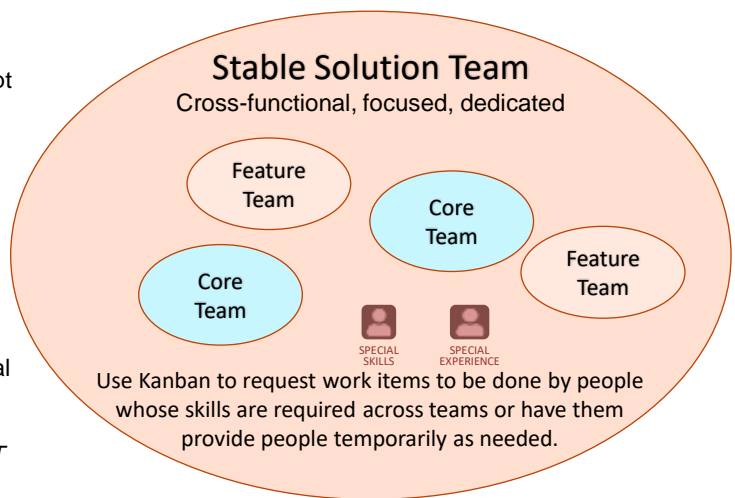 ot
Stable Solution Team
Cross-functional, focused, dedicated
Feature
Team
Core
Team
Feature
Team
Core
Team
SPECIAL
SKILLS
SPECIAL
EXPERIENCE
al
Use Kanban to request work items to be done by people
whose skills are required across teams or have them
provide people temporarily as needed.